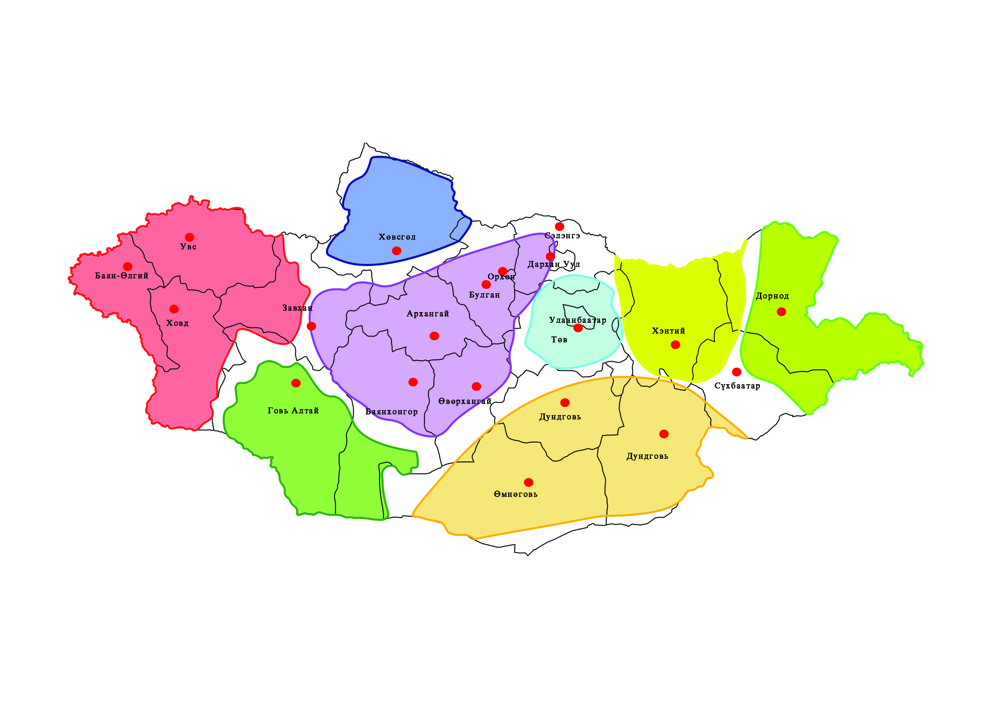 Хөвсгөл
Сэлэнгэ
Увс
Дархан Уул
Баян-Өлгий
Орхон
Булган
Дорнод
Завхан
Архангай
Улаанбаатар
Ховд
Хэнтий
Төв
Сүхбаатар
Өвөрхангай
Говь Алтай
Баянхонгор
Дундговь
Дундговь
Өмнөговь